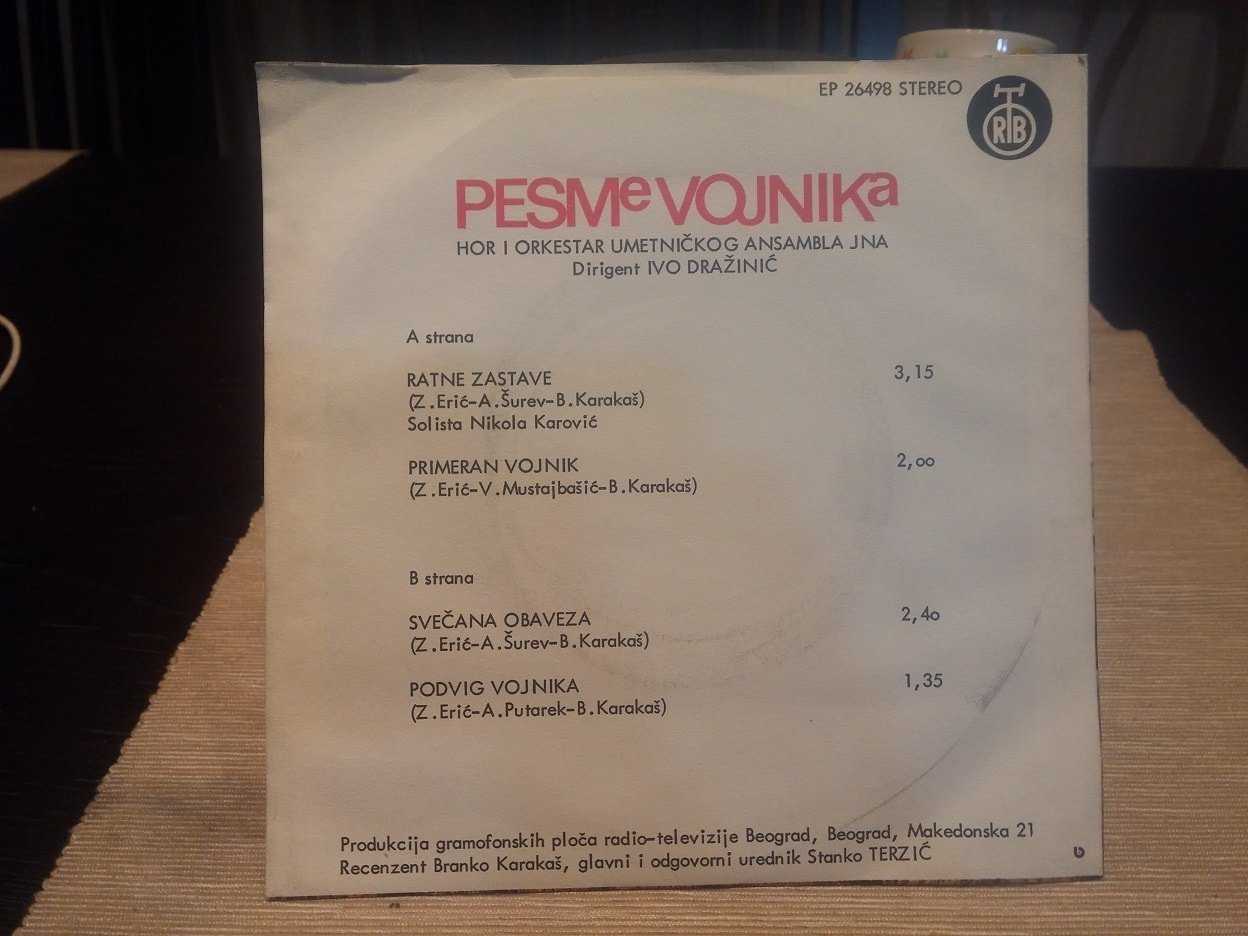 EP 26498 STEREO
RTB
PESMe VOJNIKa
HOR I ORKESTAR UMETNIČKOG ANSAMBLA JNA
Dirigent IVO DRAŽINIĆ
A strana
RATNE ZASTAVE 3,15
(Z.Erić-A.Šurev-B.Karakaš)
Solista Nikola Karović
PRIMERAN VOJNIK 2,oo
(Z.Erić-V.Mustajbašić-B.Karakaš)
B strana
SVEČANA OBAVEZA 2,4o
(Z.Erić-A.Šurev-B.Karakaš)
PODVIG VOJNIKA 1,35
(Z.Erić-A.Putarek-B.Karakaš)
Produkcija gramofonskih ploča radio-televizije Beograd, Beograd, Makedonska 21
Recenzent Branko Karakaš, glavni i odgovorni urednik Stanko TERZIĆ